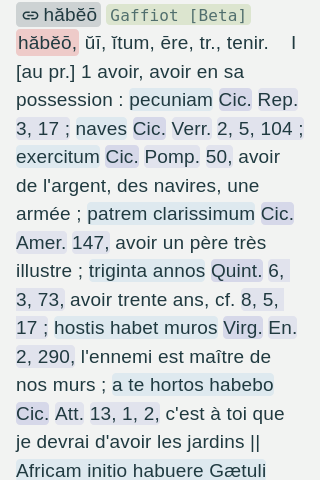 hăbĕō Gaffiot [Beta]
hăbĕō, ŭī, ĭtum, ēre, tr., tenir. I
[au pr.] 1 avoir, avoir en sa
possession : pecuniam Cic. Rep.
3, 17 ; naves Cic. Verr. 2, 5, 104 ;
exercitum Cic. Pomp. 50, avoir
de l'argent, des navires, une
armée ; patrem clarissimum Cic.
Amer. 147, avoir un père très
illustre ; triginta annos Quint. 6,
3, 73, avoir trente ans, cf. 8, 5,
17 ; hostis habet muros Virg. En.
2, 290, l'ennemi est maître de
nos murs ; a te hortos habebo
Cic. Att. 13, 1, 2, c'est à toi que
je devrai d'avoir les jardins ||
Africam initio habuere Gætuli